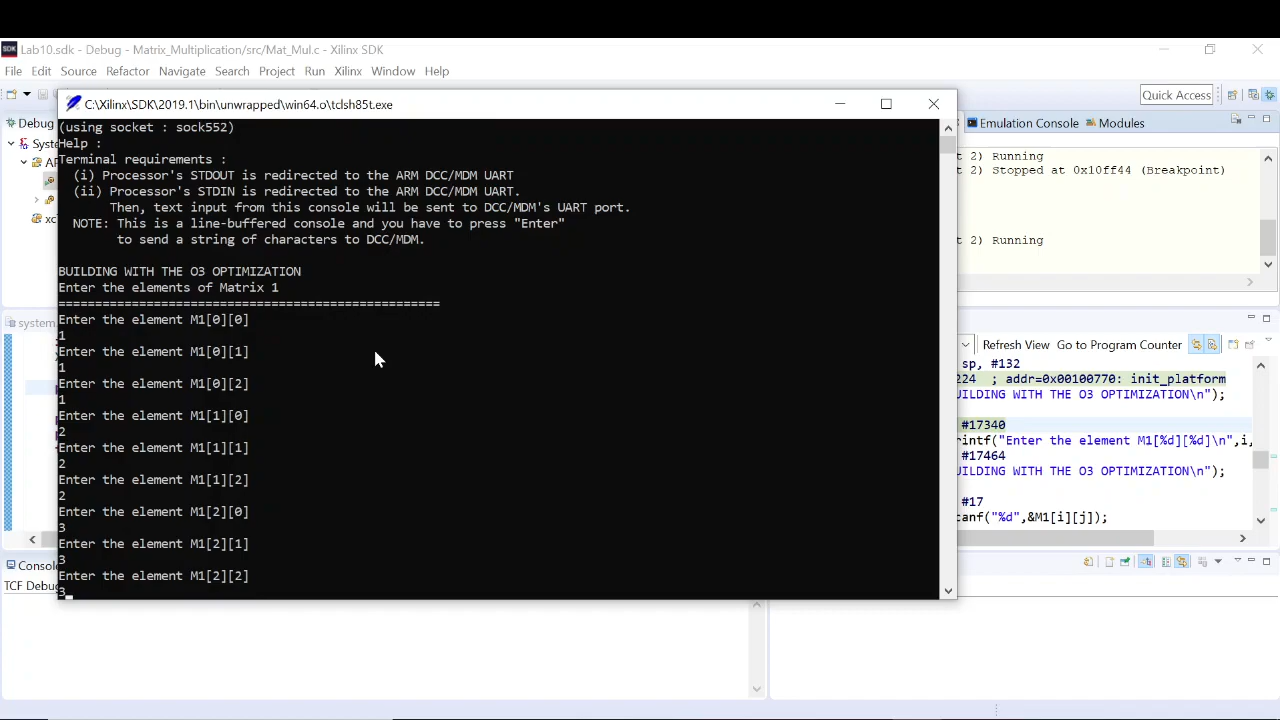 Lab10.sdk - Debug - Matrix_Multiplication/src/Mat_Mul.c - Xilinx SDK
File Edit Source Refactor Navigate Search Project Run Xilinx Window Help
Quick Access
C:\Xilinx\SDK\2019.1\bin\unwrapped\win64.o\tclsh85t.exe
(using socket : sock552)
Help :
Terminal requirements :
(i) Processor's STDOUT is redirected to the ARM DCC/MDM UART
(ii) Processor's STDIN is redirected to the ARM DCC/MDM UART.
Then, text input from this console will be sent to DCC/MDM's UART port.
NOTE: This is a line-buffered console and you have to press "Enter"
to send a string of characters to DCC/MDM.
BUILDING WITH THE O3 OPTIMIZATION
Enter the elements of Matrix 1
====================================================
Enter the element M1[0][0]
1
Enter the element M1[0][1]
1
Enter the element M1[0][2]
1
Enter the element M1[1][0]
2
Enter the element M1[1][1]
2
Enter the element M1[1][2]
2
Enter the element M1[2][0]
3
Enter the element M1[2][1]
3
Enter the element M1[2][2]
3
Debug
Syst
AF
xc
system
Consol
TCF Debu
Emulation Console Modules
t 2) Running
t 2) Stopped at 0x10ff44 (Breakpoint)
t 2) Running
Refresh View Go to Program Counter
sp, #132
224 ; addr=0x00100770: init_platform
UILDING WITH THE O3 OPTIMIZATION\n");
#17340
rintf("Enter the element M1[%d][%d]\n",i,
#17464
UILDING WITH THE O3 OPTIMIZATION\n");
#17
canf("%d",&M1[i][j]);